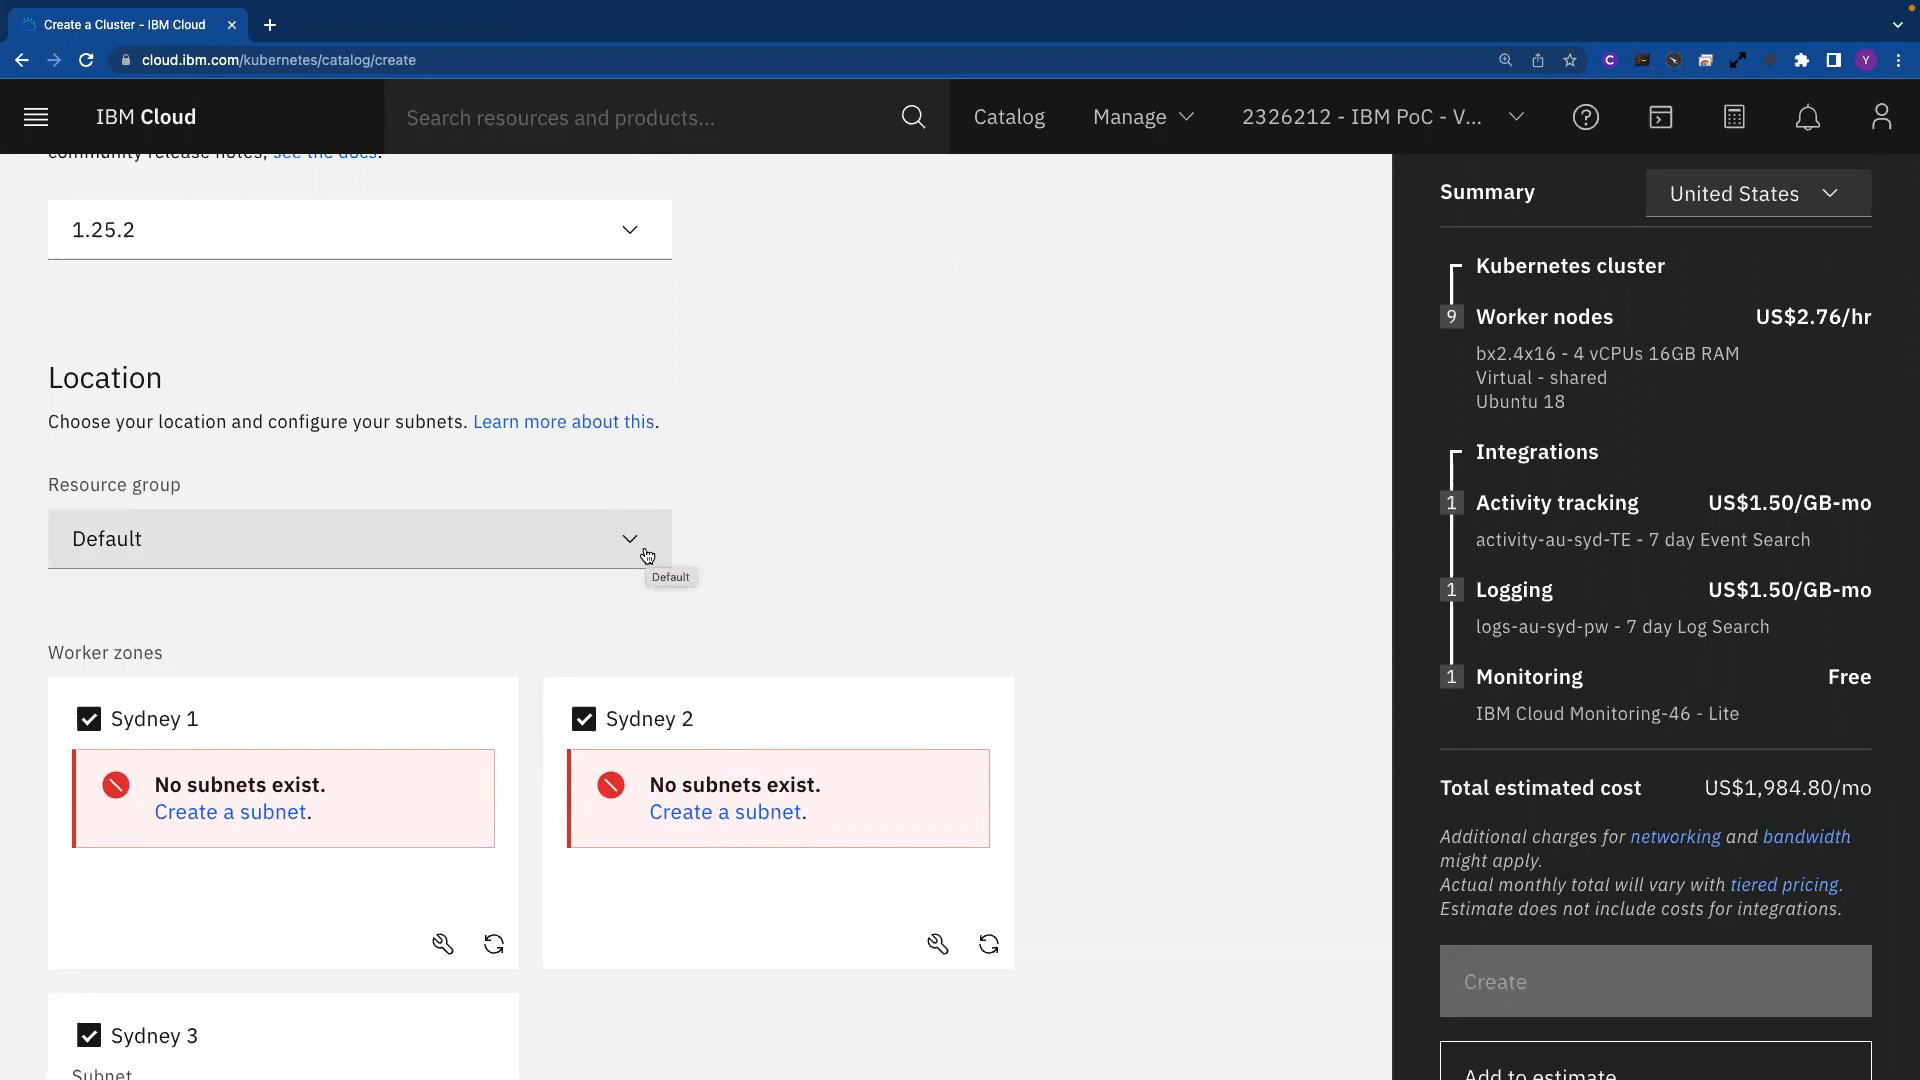 Create a Cluster - IBM Cloud
cloud.ibm.com/kubernetes/catalog/create
Y
IBM Cloud
Search resources and products...
Catalog
Manage
2326212 - IBM PoC - V...
community release notes, see the docs.
1.25.2
Location
Choose your location and configure your subnets. Learn more about this.
Resource group
Default
Default
Worker zones
Sydney 1
No subnets exist.
Create a subnet.
Sydney 2
No subnets exist.
Create a subnet.
Sydney 3
Subnet
Summary
United States
Kubernetes cluster
9 Worker nodes US$2.76/hr
bx2.4x16 - 4 vCPUs 16GB RAM
Virtual - shared
Ubuntu 18
Integrations
1 Activity tracking US$1.50/GB-mo
activity-au-syd-TE - 7 day Event Search
1 Logging US$1.50/GB-mo
logs-au-syd-pw - 7 day Log Search
1 Monitoring Free
IBM Cloud Monitoring-46 - Lite
Total estimated cost US$1,984.80/mo
Additional charges for networking and bandwidth
might apply.
Actual monthly total will vary with tiered pricing.
Estimate does not include costs for integrations.
Create
Add to estimate